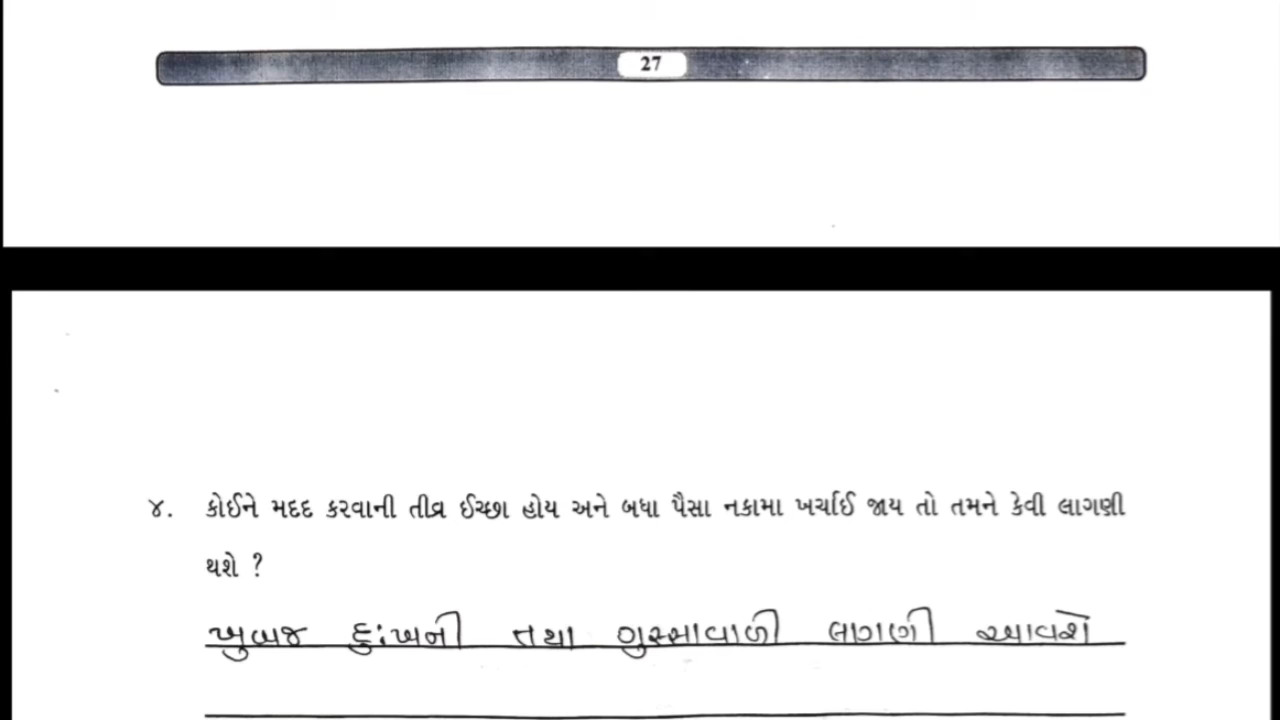 27
૪. કોઈને મદદ કરવાની તીવ્ર ઈચ્છા હોય અને બધા પૈસા નકામા ખર્ચાઈ જાય તો તમને કેવી લાગણી
થશે ?
ખુબજ દુઃખની તથા ગુસ્સાવાળી લાગણી આવશે